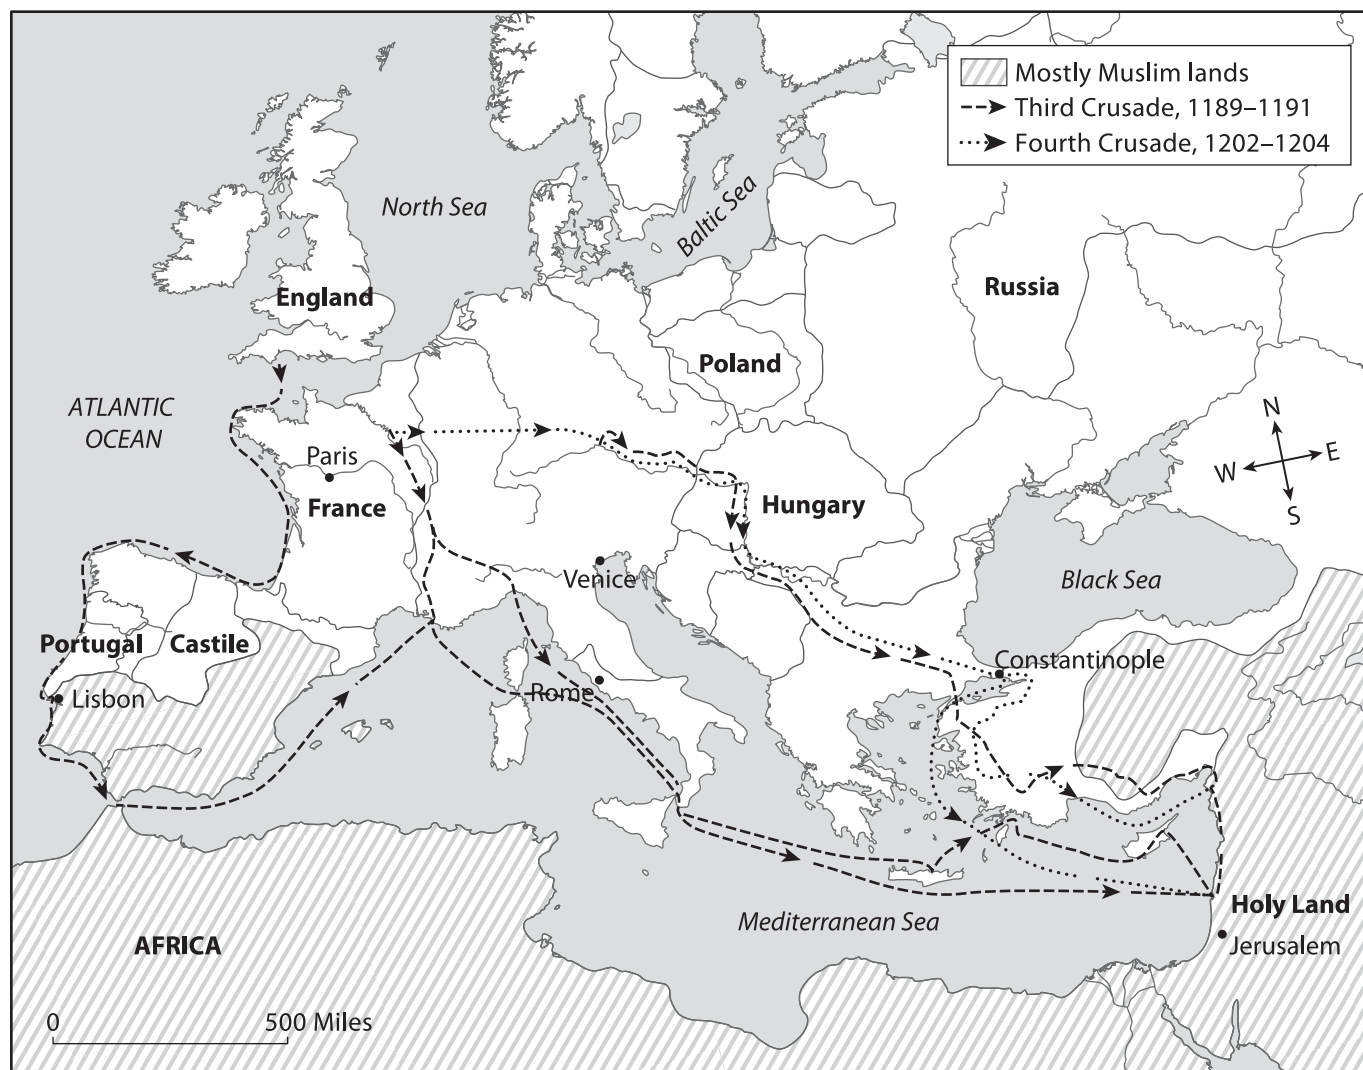 Mostly Muslim lands
Third Crusade, 1189–1191
Fourth Crusade, 1202–1204
North Sea
Baltic Sea
England
Russia
Poland
ATLANTIC
OCEAN
N
W
E
S
Paris
France
Hungary
Venice
Black Sea
Portugal
Castile
Constantinople
Lisbon
Rome
Holy Land
Mediterranean Sea
AFRICA
Jerusalem
0
500 Miles